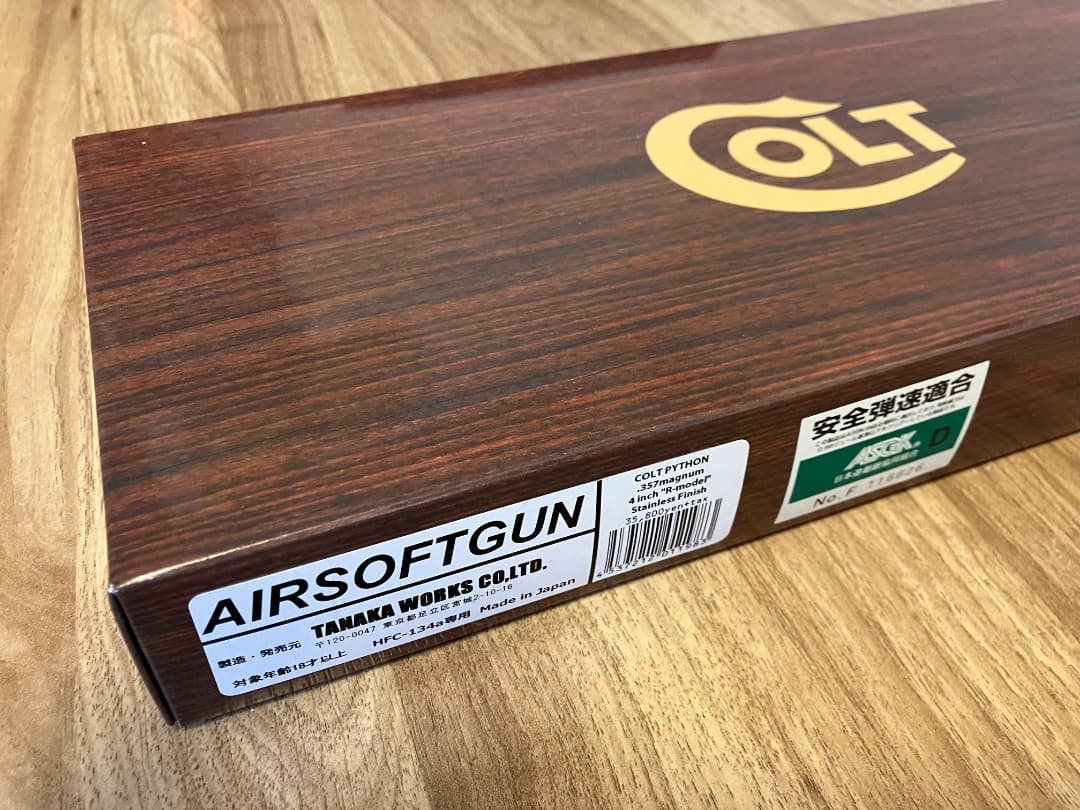 COLT
AIRSOFTGUN
TANAKA WORKS CO,LTD.
製造・発売元 〒120-0047 東京都足立区宮城2-10-16
対象年齢18才以上 HFC-134a専用 Made in Japan
COLT PYTHON
.357magnum
4 inch "R-model"
Stainless Finish
35,800yen+tax
安全弾速適合
ASGK® D
日本遊戯銃協同組合
No.F 116626